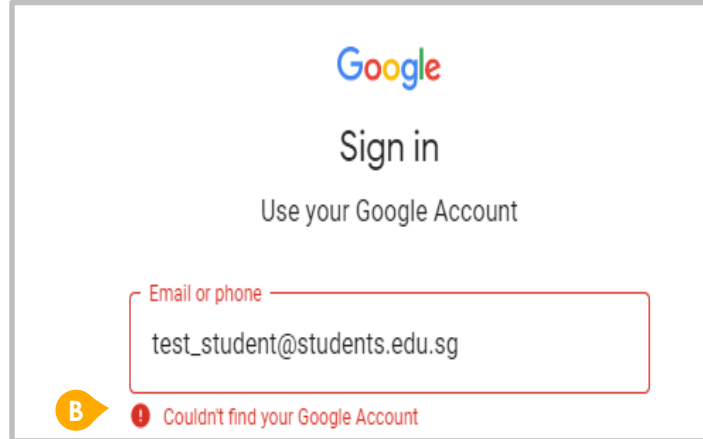 Google
Sign in
Use your Google Account
Email or phone
test_student@students.edu.sg
B
Couldn't find your Google Account